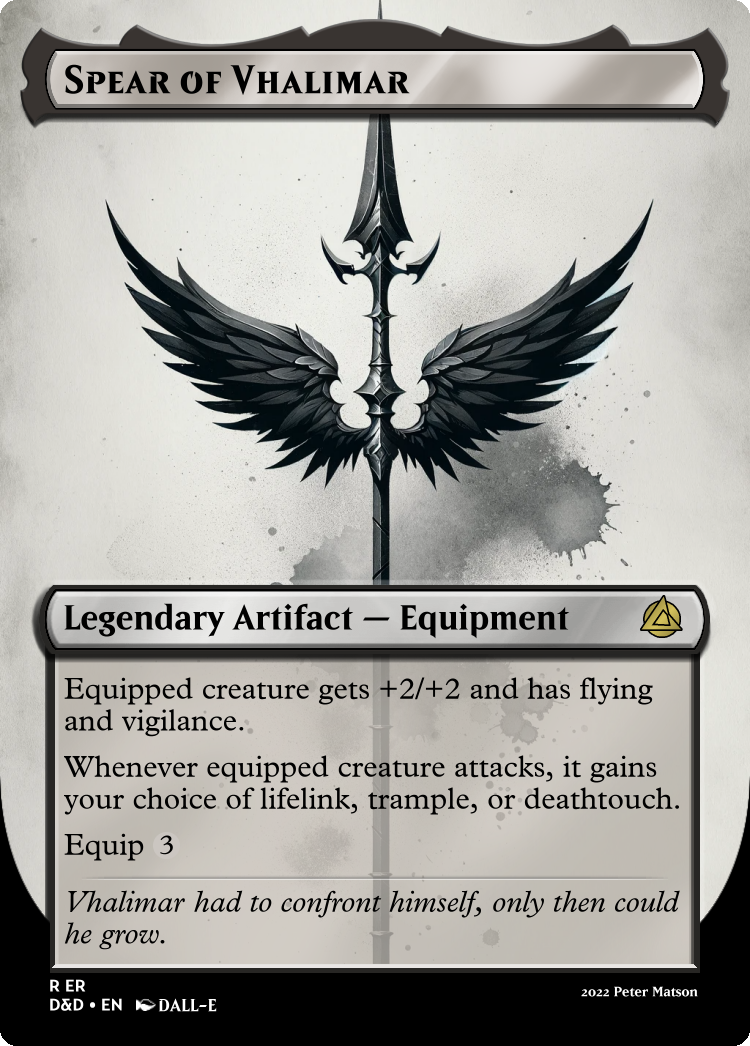 Spear of Vhalimar
Legendary Artifact — Equipment
Equipped creature gets +2/+2 and has flying
and vigilance.
Whenever equipped creature attacks, it gains
your choice of lifelink, trample, or deathtouch.
Equip 3
Vhalimar had to confront himself, only then could
he grow.
R ER
D&D • EN DALL-E
2022 Peter Matson